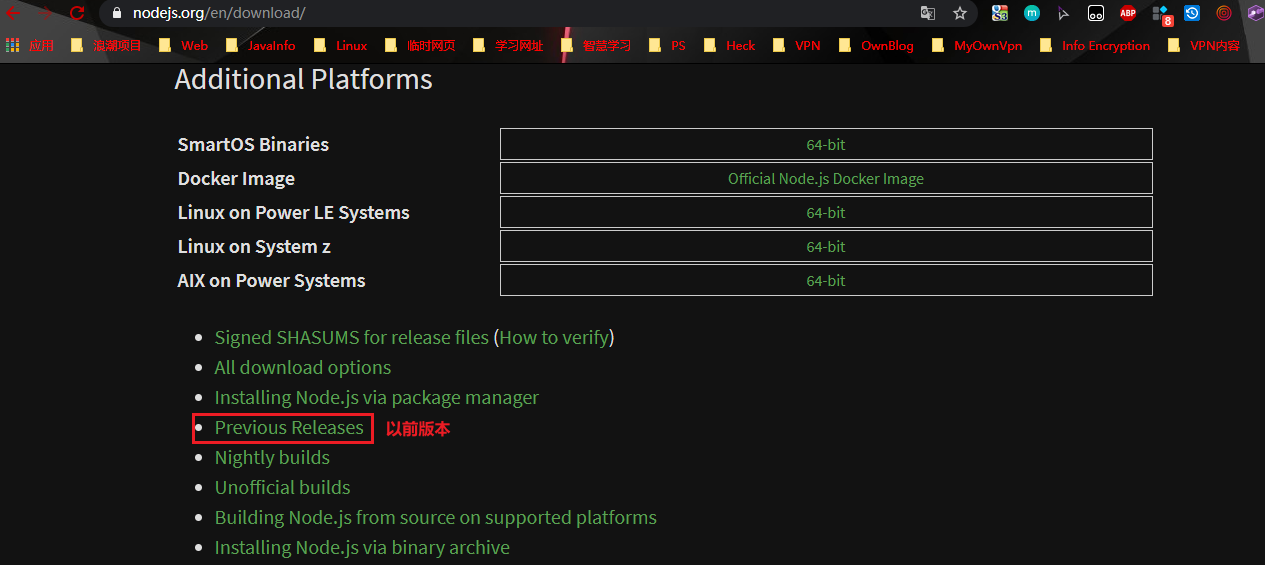 nodejs.org/en/download/
ABP
8
应用 浪潮项目 Web JavaInfo Linux 临时网页 学习网址 智慧学习 PS Heck VPN OwnBlog MyOwnVpn Info Encryption VPN内容
Additional Platforms
SmartOS Binaries 64-bit
Docker Image Official Node.js Docker Image
Linux on Power LE Systems 64-bit
Linux on System z 64-bit
AIX on Power Systems 64-bit
Signed SHASUMS for release files (How to verify)
All download options
Installing Node.js via package manager
Previous Releases 以前版本
Nightly builds
Unofficial builds
Building Node.js from source on supported platforms
Installing Node.js via binary archive